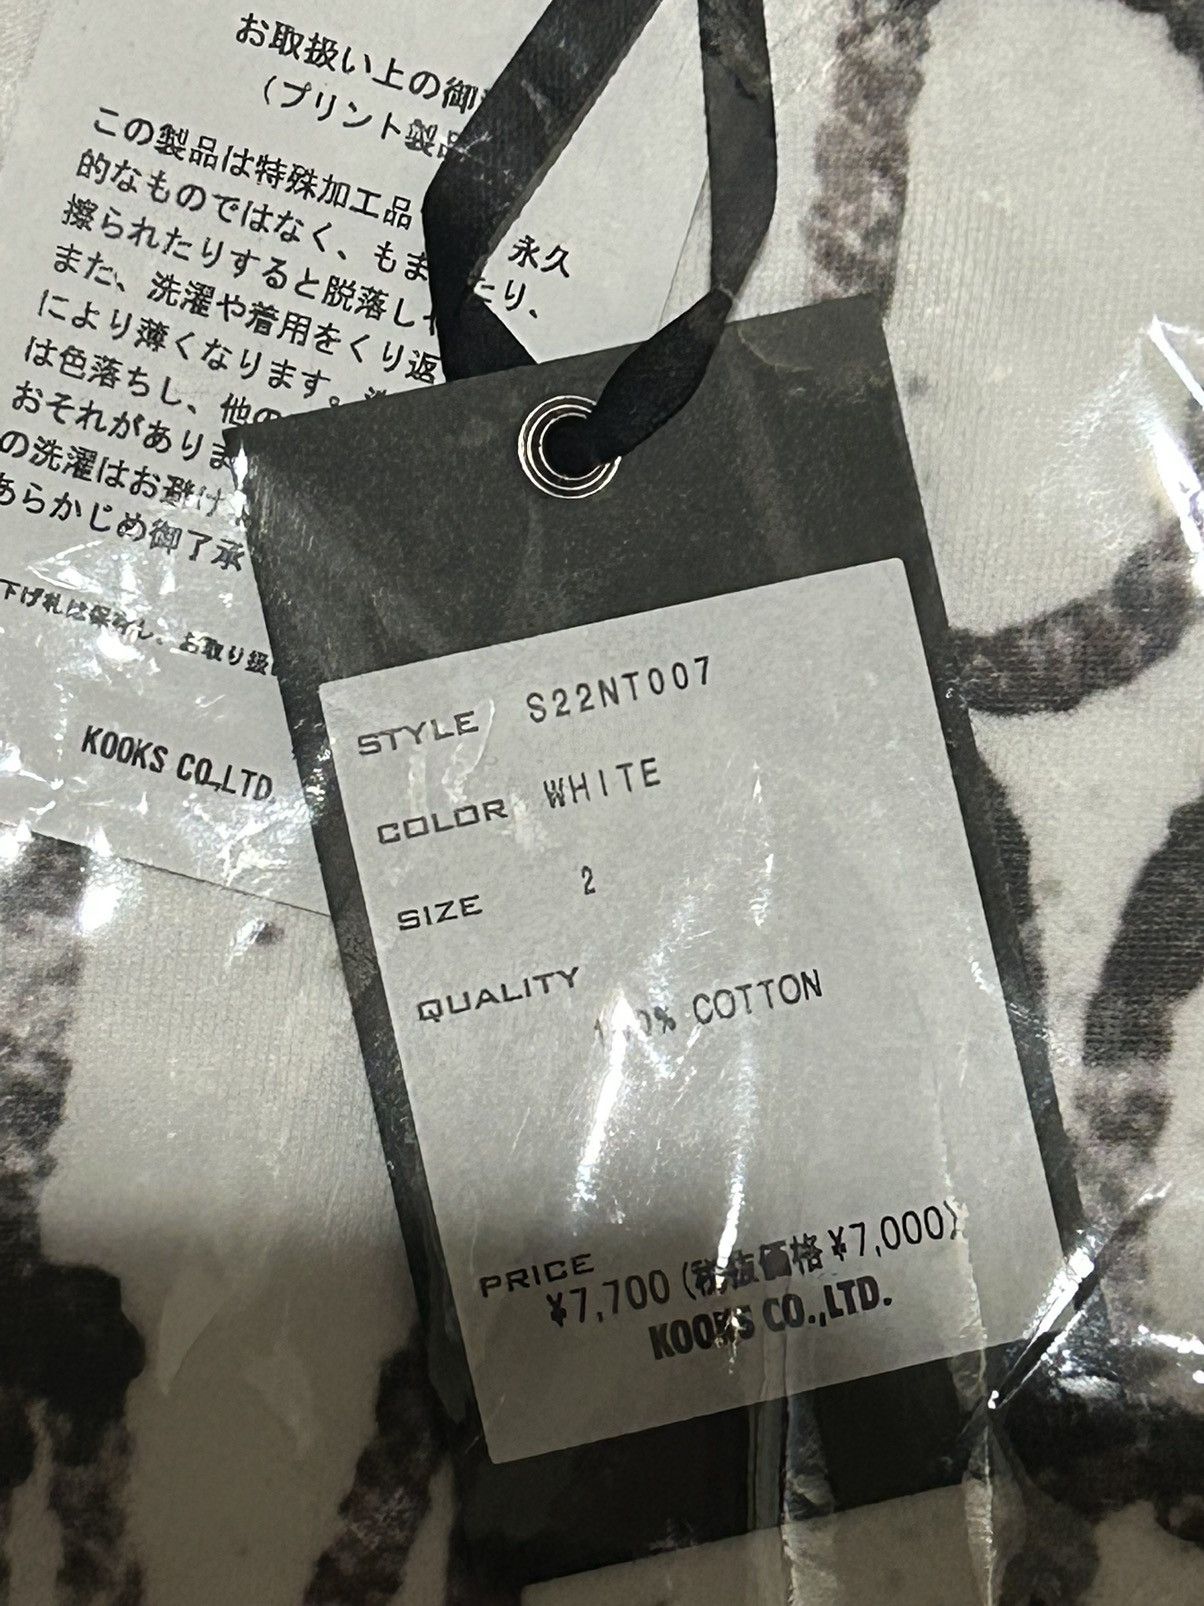 お取扱い上の御
（プリント製品
この製品は特殊加工品
永久
的なものではなく、もま たり、
擦られたりすると脱落し
また、洗濯や着用をくり返
により薄くなります。
は色落ちし、他の
おそれがありま
の洗濯はお避け
あらかじめ御了承
下げ札は保存し、お取り扱
KOOKS CO.,LTD
STYLE S22NT007
COLOR WHITE
SIZE 2
QUALITY
100% COTTON
PRICE
¥7,700 (税抜価格¥7,000)
KOOKS CO.,LTD.